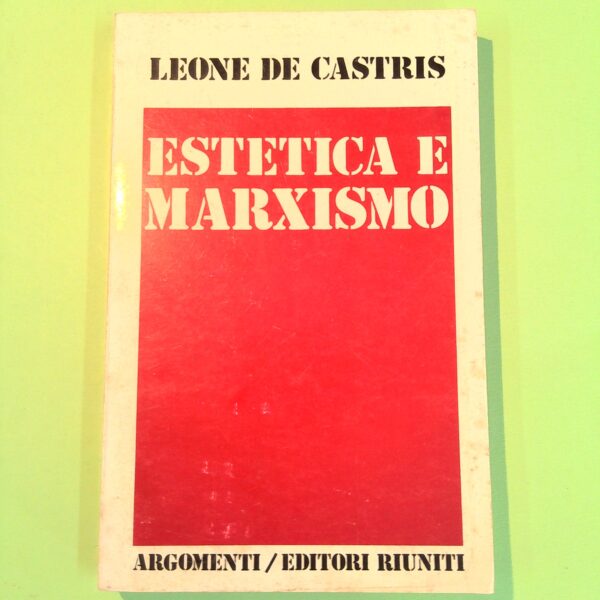 LEONE DE CASTRIS
ESTETICA E
MARXISMO
ARGOMENTI/EDITORI RIUNITI